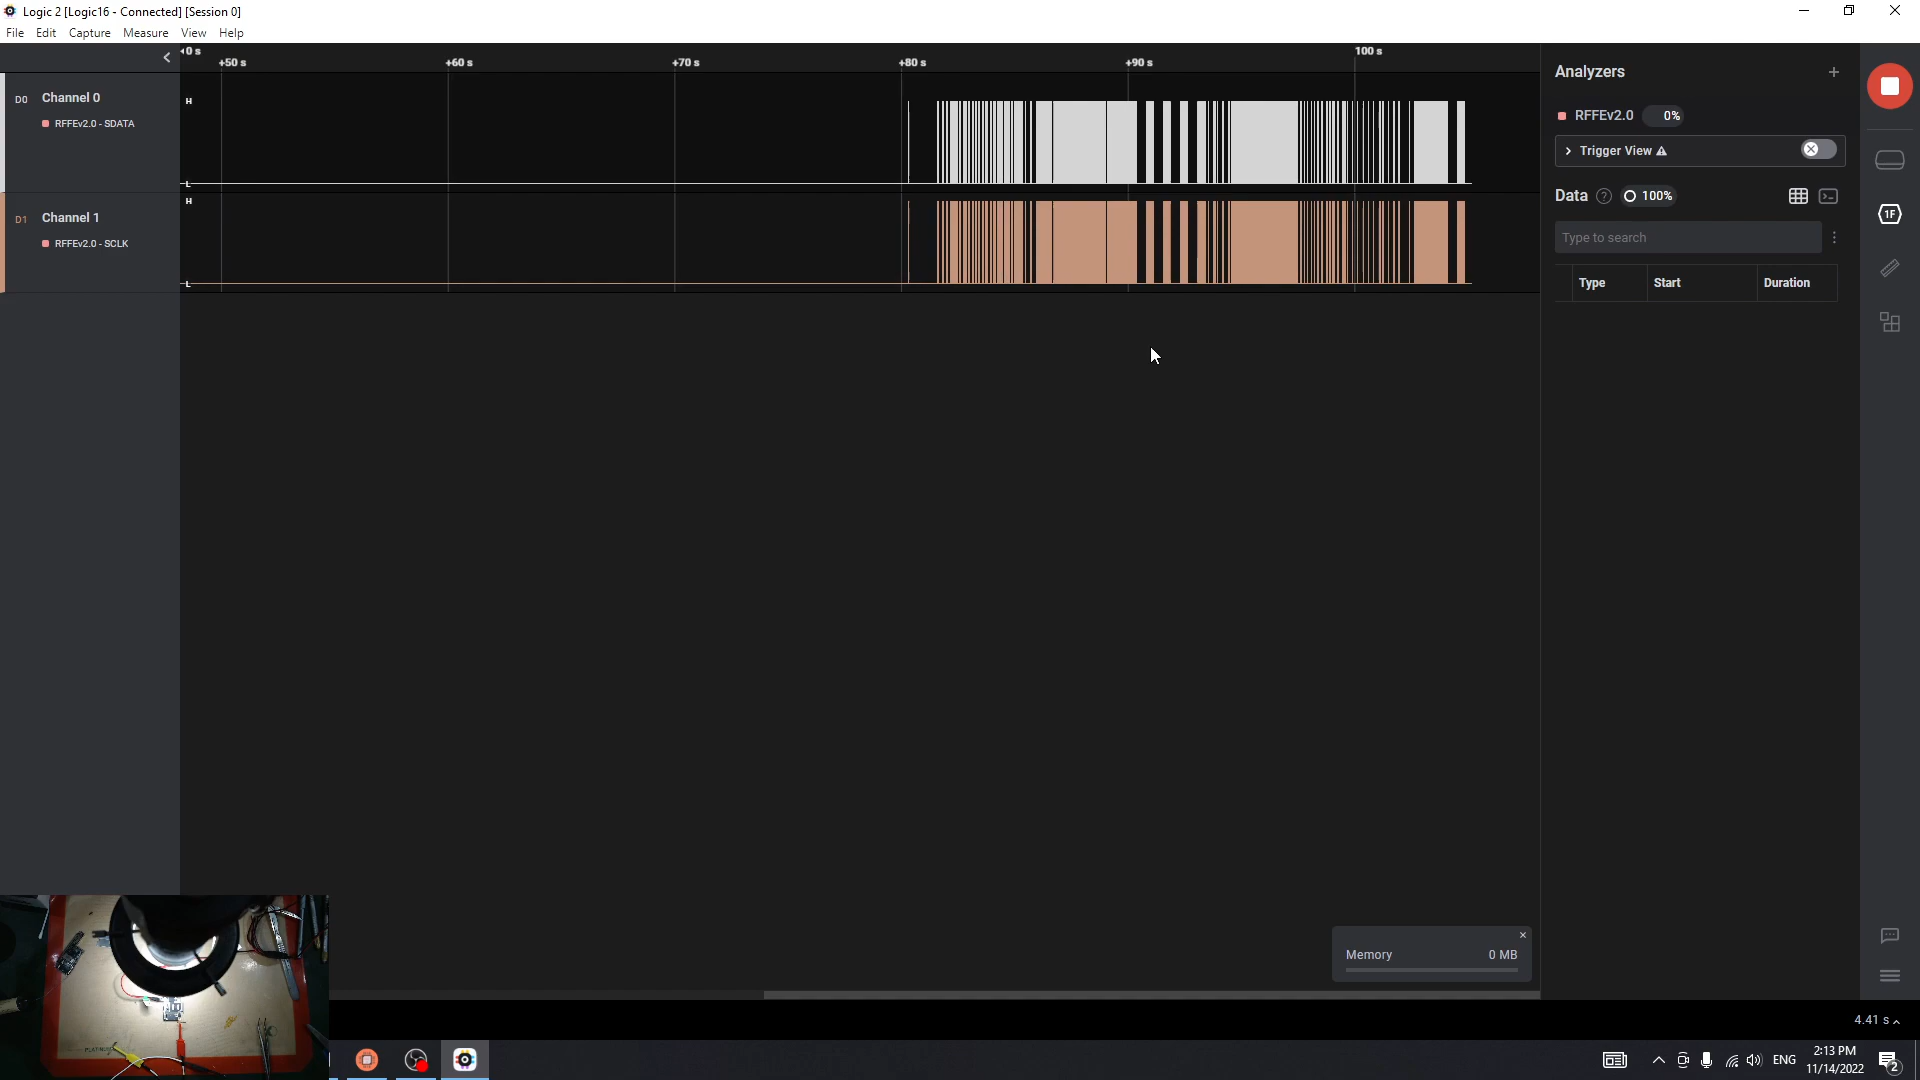 Logic 2 [Logic16 - Connected] [Session 0]
File Edit Capture Measure View Help
0 s
100 s
+50 s +60 s +70 s +80 s +90 s
D0 Channel 0
RFFEv2.0 - SDATA
H
L
D1 Channel 1
RFFEv2.0 - SCLK
H
L
Analyzers
RFFEv2.0 0%
Trigger View
Data ? 100%
Type to search
Type Start Duration
1F
Memory 0 MB
4.41 s
ENG
2:13 PM
11/14/2022
2